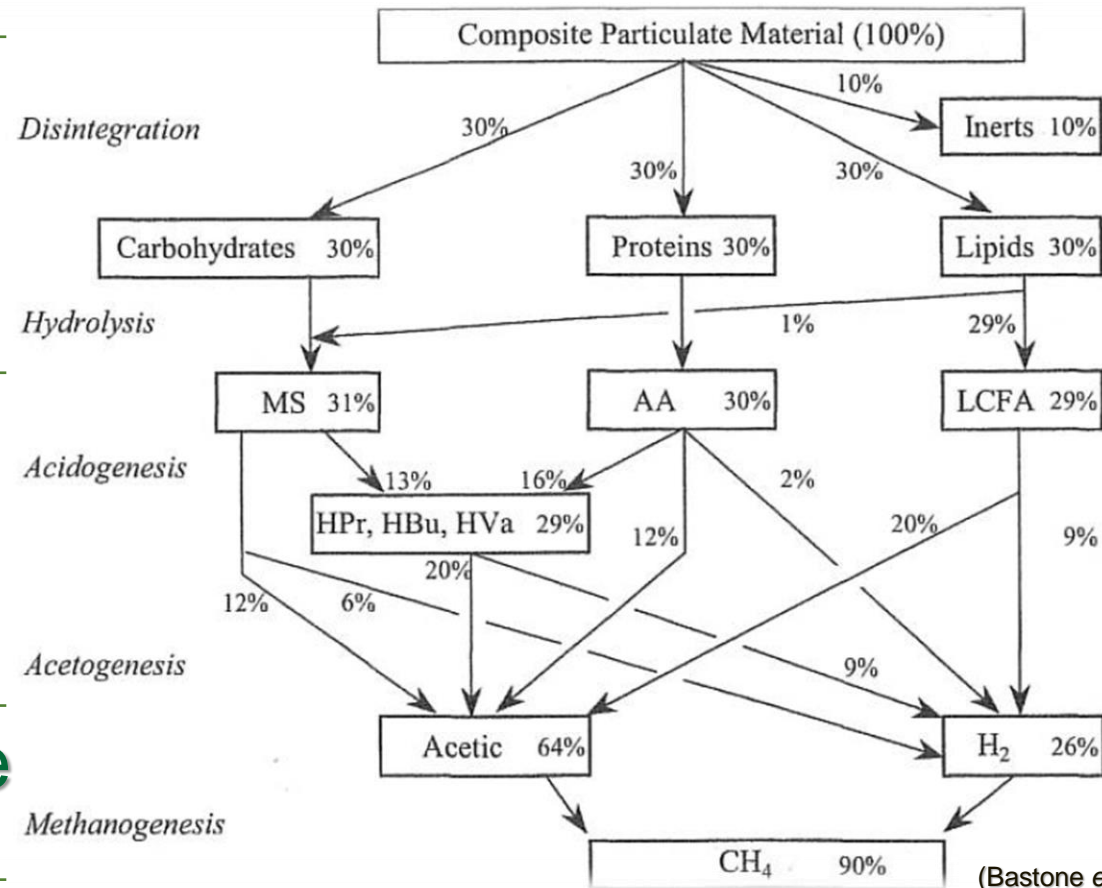 Composite Particulate Material (100%)
10%
Disintegration
30%
Inerts 10%
30%
30%
Carbohydrates 30%
Proteins 30%
Lipids 30%
Hydrolysis
1%
29%
MS 31%
AA 30%
LCFA 29%
Acidogenesis
13%
16%
2%
HPr, HBu, HVa 29%
20%
12%
9%
20%
12%
6%
Acetogenesis
9%
Acetic 64%
H₂ 26%
e
Methanogenesis
CH₄ 90%
(Bastone e